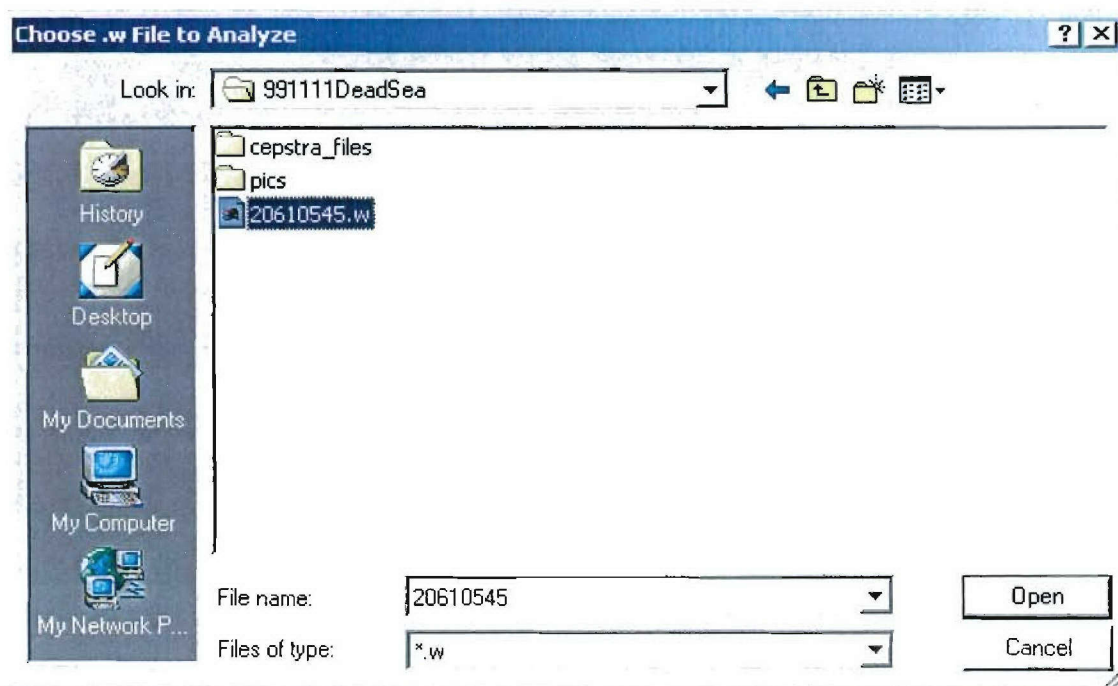 Choose .w File to Analyze
Look in: 991111DeadSea
cepstra_files
pics
20610545.w
History
Desktop
My Documents
My Computer
My Network P...
File name: 20610545 Open
Files of type: *.w Cancel